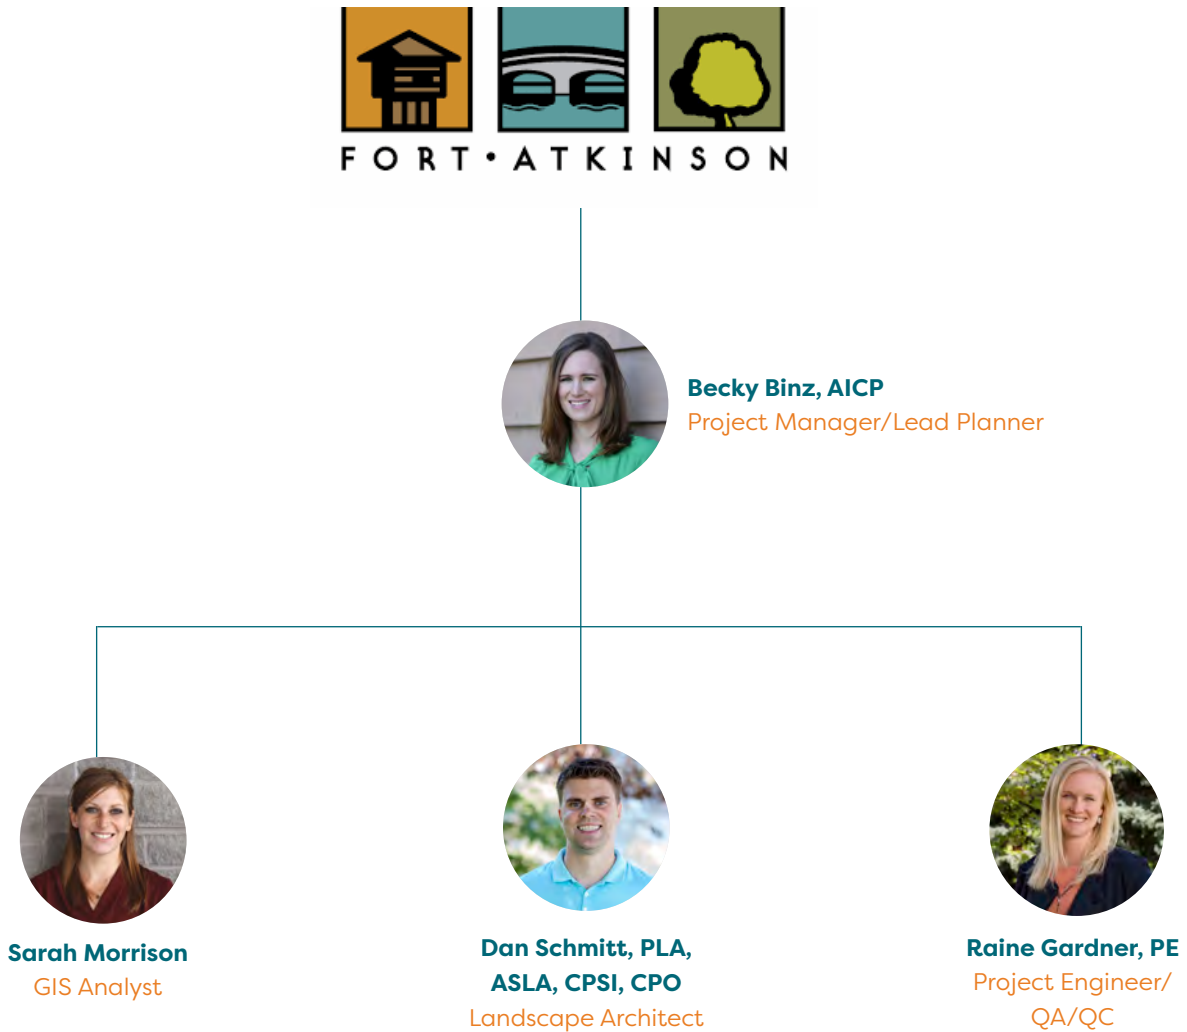 FORT • ATKINSON
Becky Binz, AICP
Project Manager/Lead Planner
Sarah Morrison
GIS Analyst
Dan Schmitt, PLA,
ASLA, CPSI, CPO
Landscape Architect
Raine Gardner, PE
Project Engineer/
QA/QC